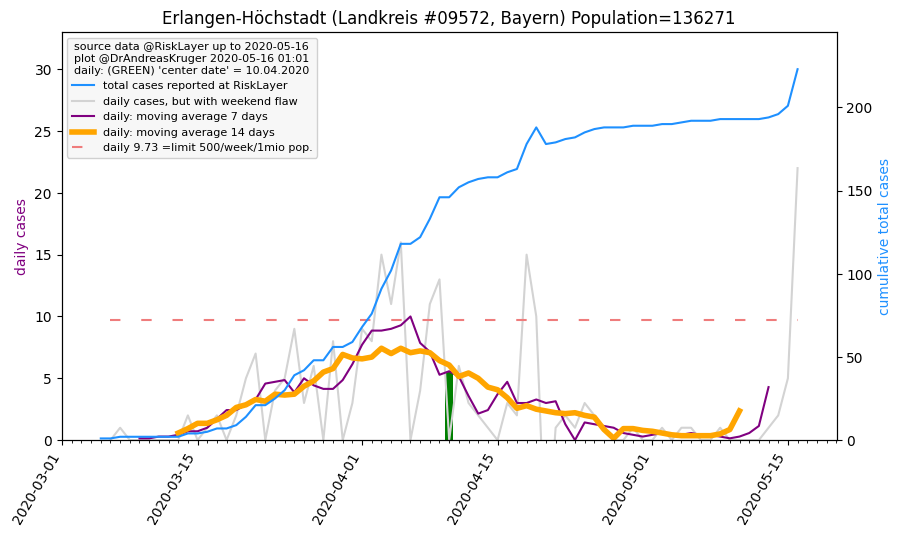 Erlangen-Höchstadt (Landkreis #09572, Bayern) Population=136271
source data @RiskLayer up to 2020-05-16
plot @DrAndreasKruger 2020-05-16 01:01
daily: (GREEN) 'center date' = 10.04.2020
total cases reported at RiskLayer
daily cases, but with weekend flaw
daily: moving average 7 days
daily: moving average 14 days
daily 9.73 =limit 500/week/1mio pop.
daily cases
30
25
20
15
10
5
0
cumulative total cases
200
150
100
50
0
2020-03-01
2020-03-15
2020-04-01
2020-04-15
2020-05-01
2020-05-15